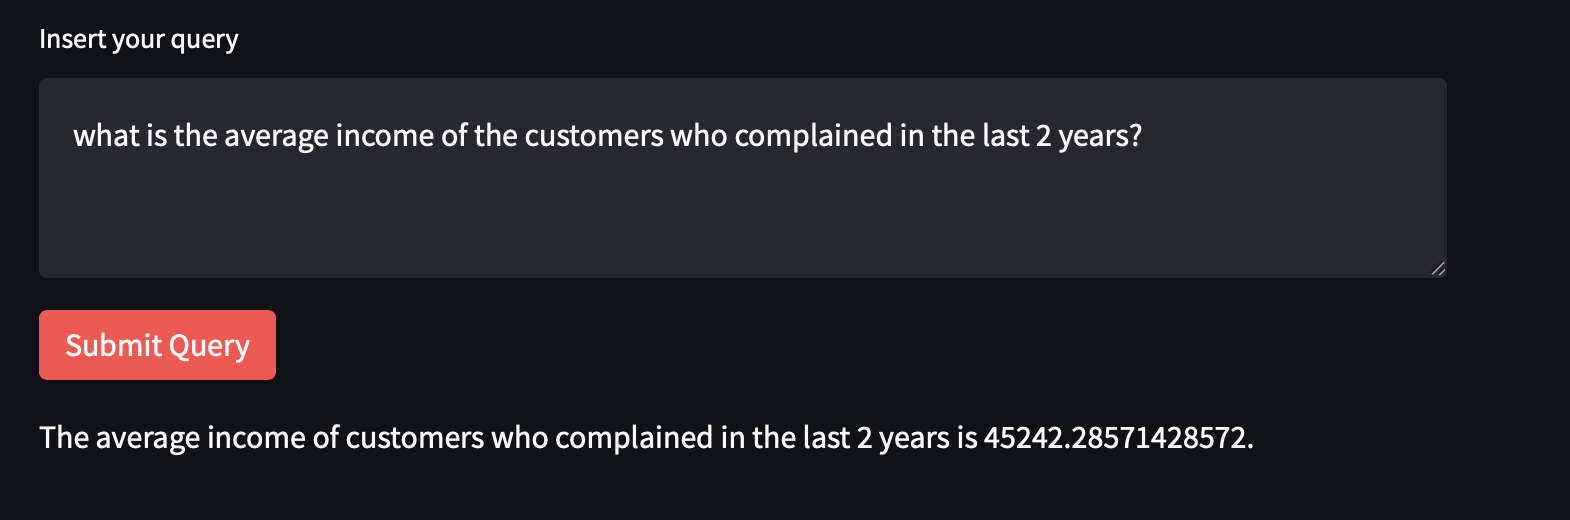 Insert your query
what is the average income of the customers who complained in the last 2 years?
Submit Query
The average income of customers who complained in the last 2 years is 45242.28571428572.